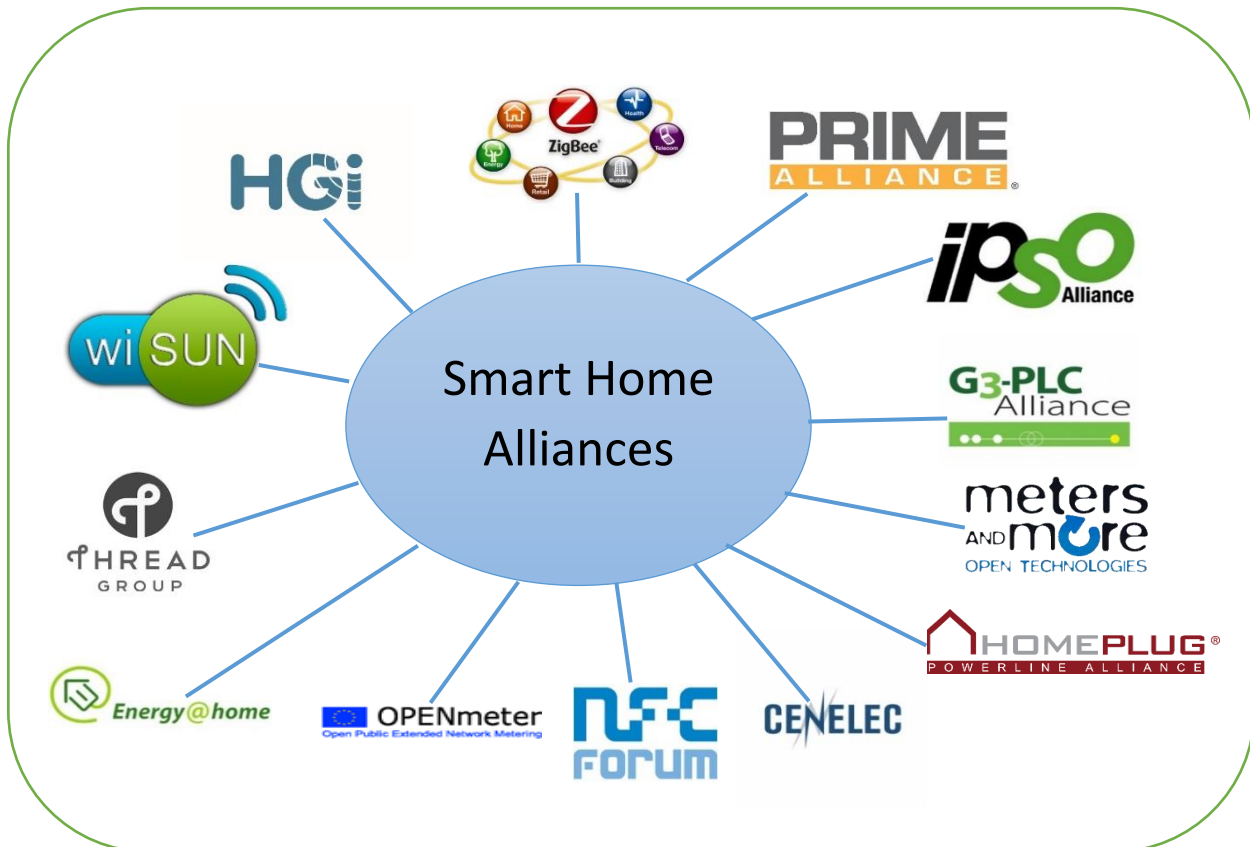 HGi
ZigBee®
Home
Health
Telecom
Energy
Retail
Building
PRIME
ALLIANCE®
iPSO
Alliance
wiSUN
Smart Home
Alliances
G3-PLC
Alliance
meters
AND more
OPEN TECHNOLOGIES
THREAD
GROUP
HOMEPLUG®
POWERLINE ALLIANCE
Energy@home
OPENmeter
Open Public Extended Network Metering
NFC
FORUM
CENELEC